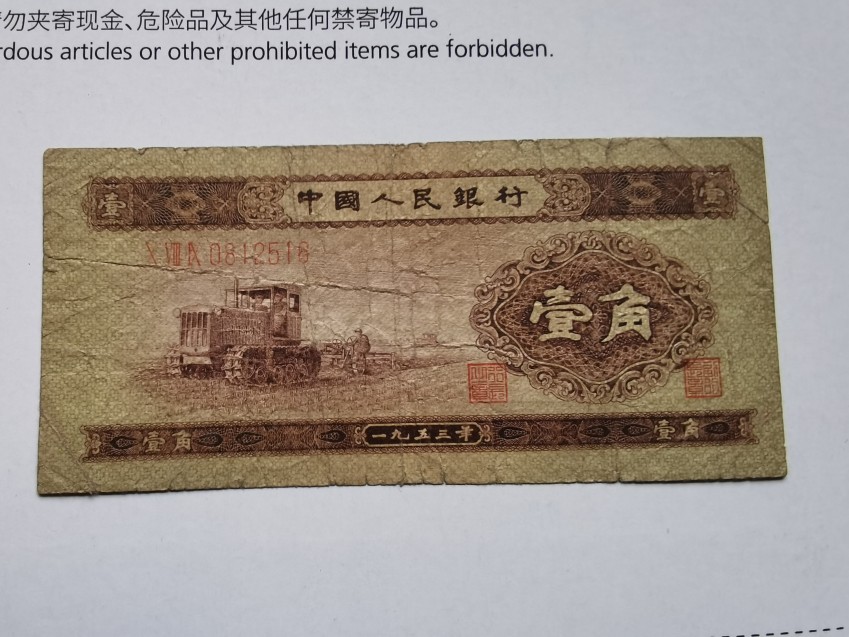 勿夹寄现金、危险品及其他任何禁寄物品。
rdous articles or other prohibited items are forbidden.
壹 中國人民銀行 壹
0812516
壹角
壹角 一九五三年 壹角